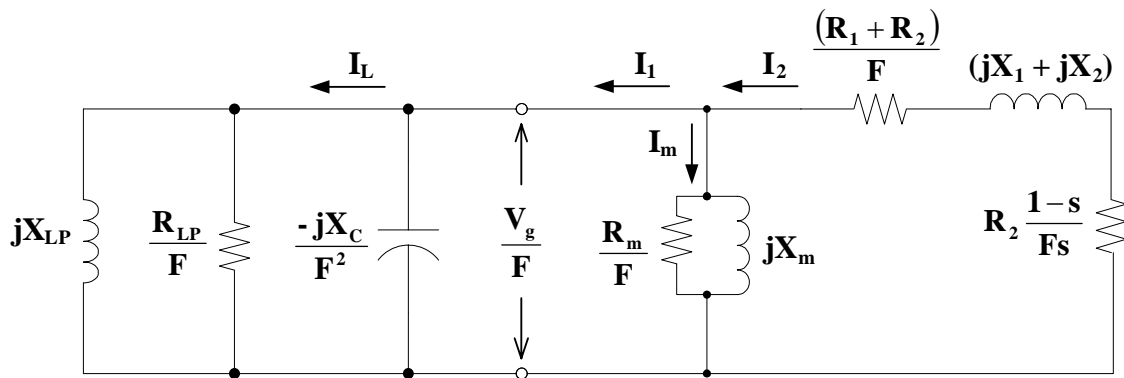 I_L
I_1
I_2
(R_1 + R_2)
F
(jX_1 + jX_2)
I_m
jX_LP
R_LP
F
- jX_C
F^2
V_g
F
R_m
F
jX_m
R_2 1 – s
Fs